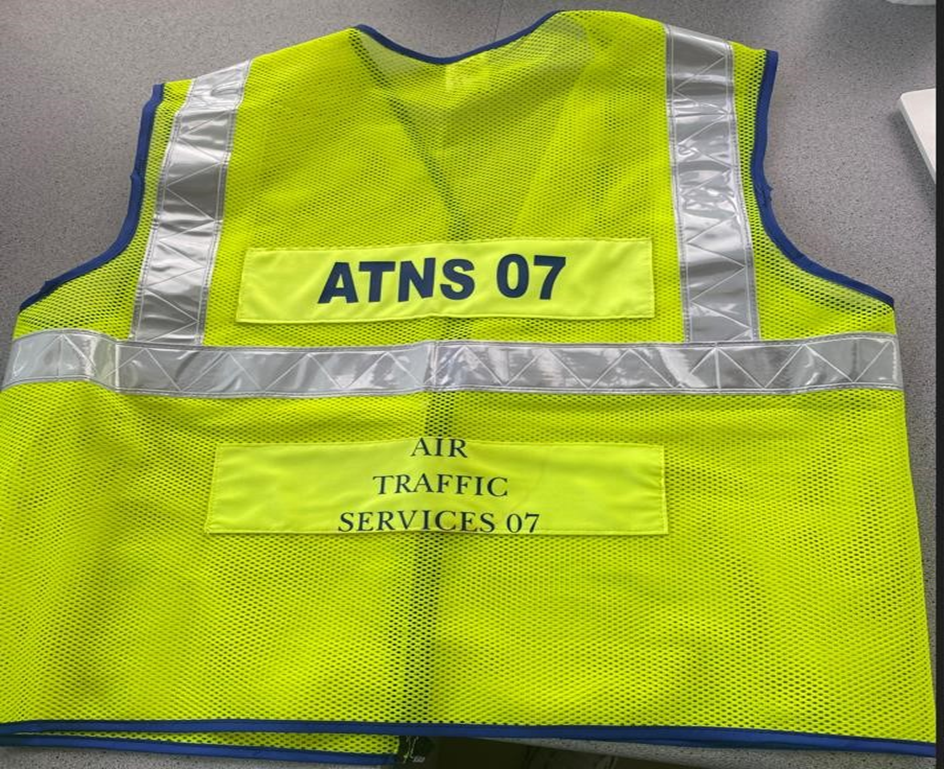 ATNS 07
AIR
TRAFFIC
SERVICES 07